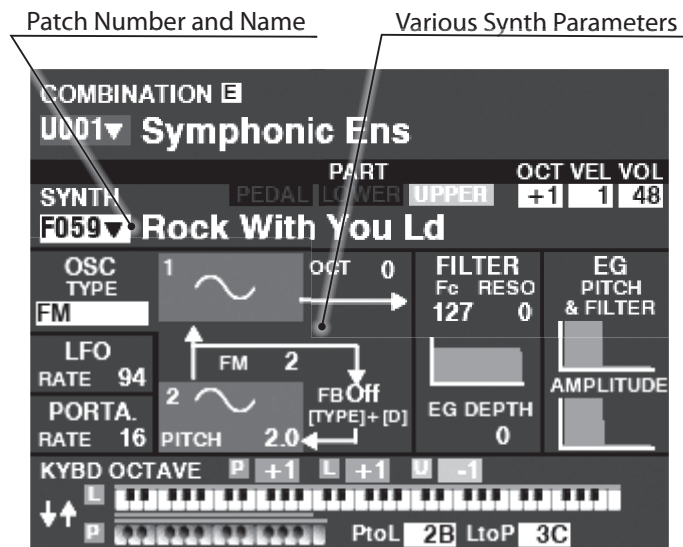 Patch Number and Name
Various Synth Parameters
COMBINATION E
U001▼ Symphonic Ens
PART
OCT VEL VOL
SYNTH
PEDAL LOWER UPPER
+1 1 48
F059▼ Rock With You Ld
OSC
TYPE
FM
1
OCT 0
FILTER
Fc RESO
127 0
EG
PITCH
& FILTER
LFO
RATE 94
FM 2
2
FB Off
[TYPE]+[D]
PORTA.
RATE 16
PITCH 2.0
EG DEPTH
0
AMPLITUDE
KYBD OCTAVE P +1 L +1 U -1
L
P
PtoL 2B LtoP 3C